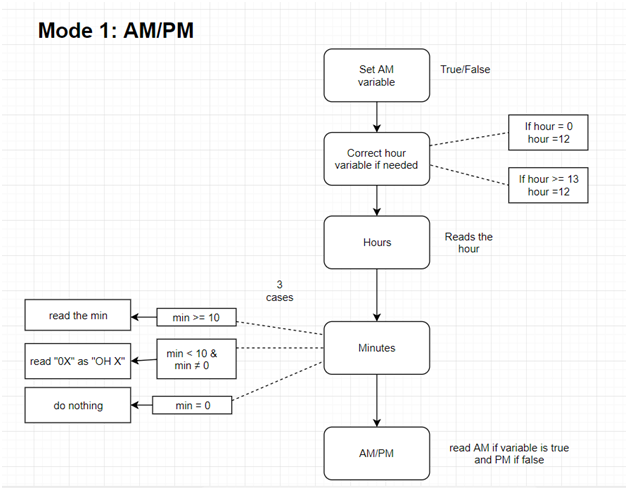 Mode 1: AM/PM
Set AM
variable
True/False
Correct hour
variable if needed
If hour = 0
hour =12
If hour >= 13
hour =12
Hours
Reads the
hour
3
cases
read the min
min >= 10
read "0X" as "OH X"
min < 10 &
min ≠ 0
do nothing
min = 0
Minutes
AM/PM
read AM if variable is true
and PM if false